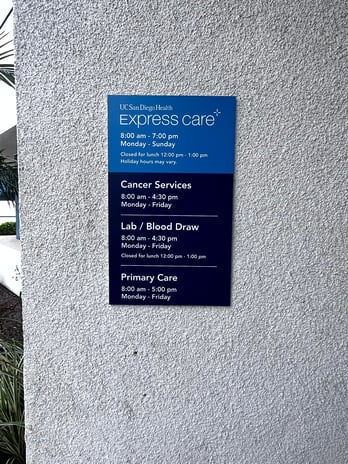 UC San Diego Health
Express care
8:00 am - 7:00 pm
Monday - Sunday
Closed for lunch 12:00 pm - 1:00 pm
Holiday hours may vary.
Cancer Services
8:00 am - 4:30 pm
Monday - Friday
Lab / Blood Draw
8:00 am - 4:30 pm
Monday - Friday
Closed for lunch 12:00 pm - 1:00 pm
Primary Care
8:00 am - 5:00 pm
Monday - Friday